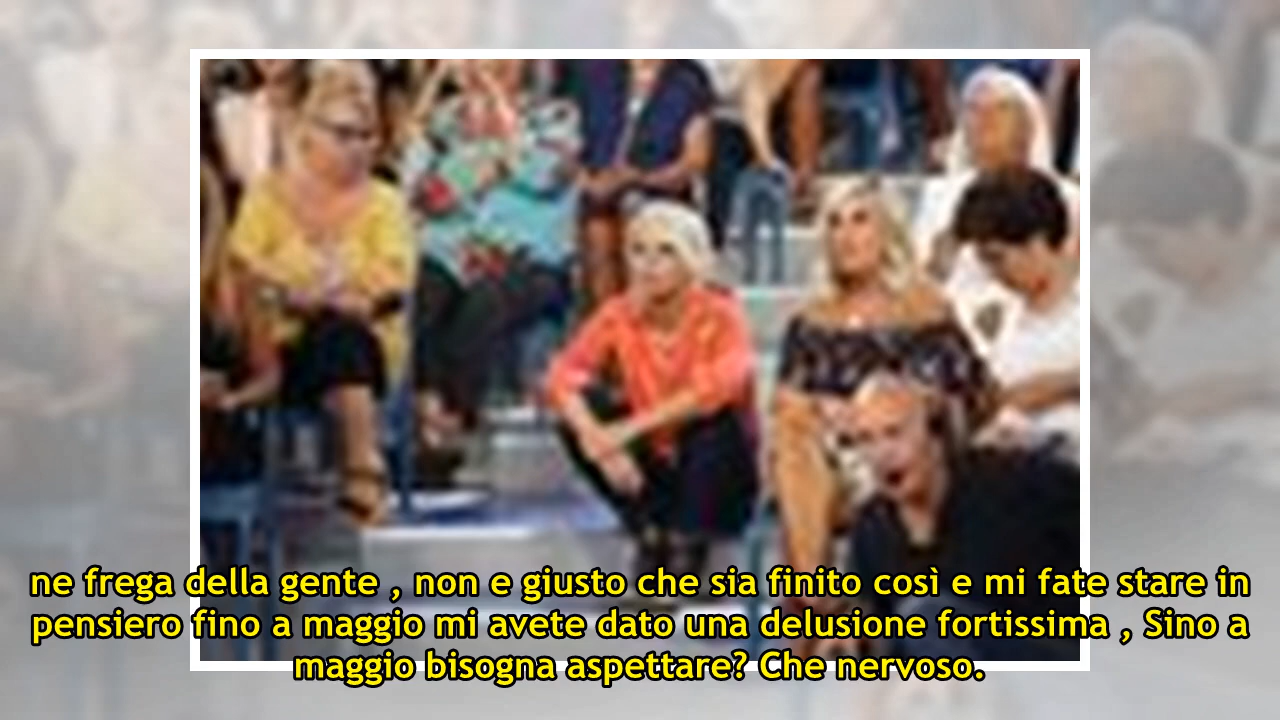 ne frega della gente , non e giusto che sia finito così e mi fate stare in
pensiero fino a maggio mi avete dato una delusione fortissima , Sino a
maggio bisogna aspettare? Che nervoso.